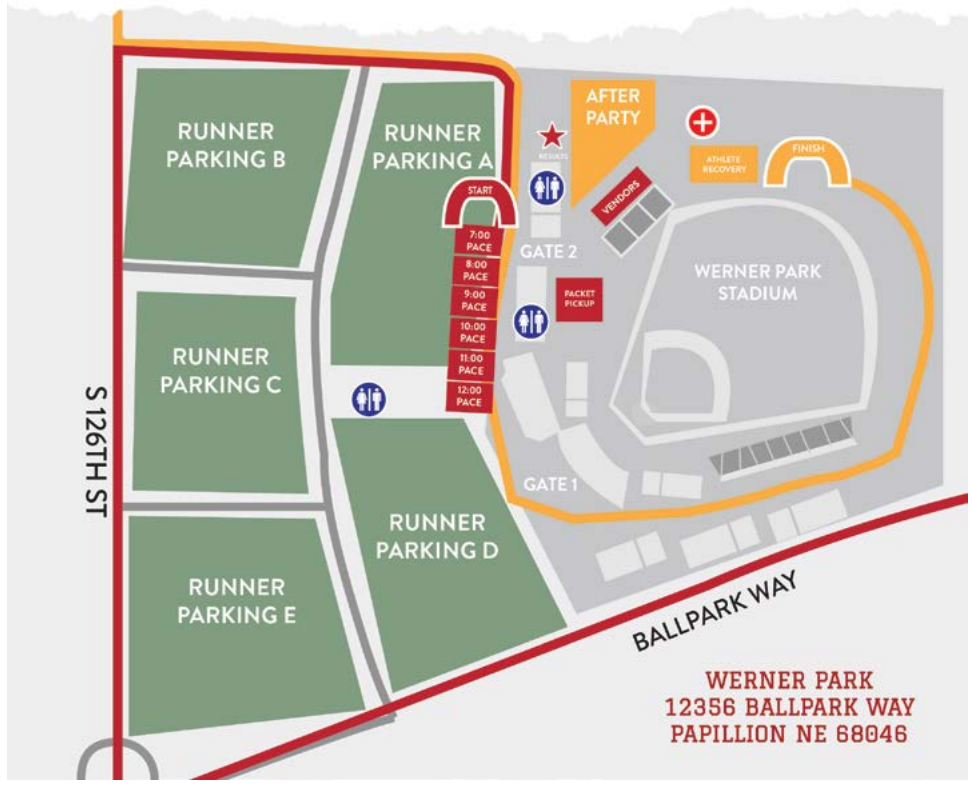 RUNNER
PARKING B
RUNNER
PARKING A
AFTER
PARTY
RESULTS
ATHLETE
RECOVERY
FINISH
START
VENDORS
7:00
PACE
8:00
PACE
9:00
PACE
10:00
PACE
11:00
PACE
12:00
PACE
GATE 2
PACKET
PICKUP
WERNER PARK
STADIUM
RUNNER
PARKING C
S 126TH ST
GATE 1
RUNNER
PARKING D
RUNNER
PARKING E
BALLPARK WAY
WERNER PARK
12356 BALLPARK WAY
PAPILLION NE 68046